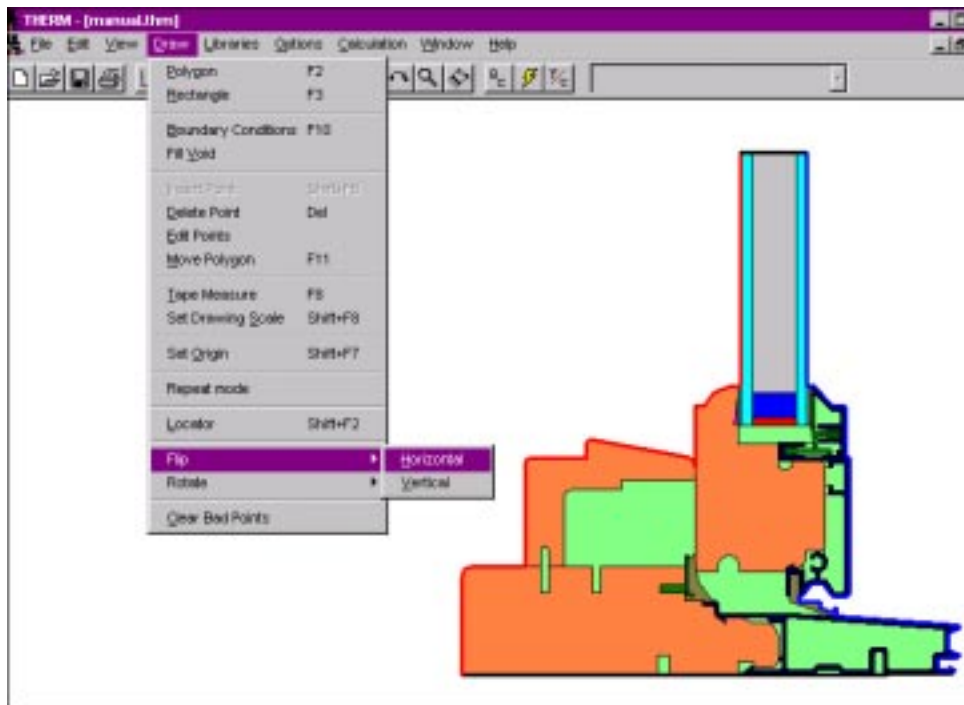 THERM - [manual.thm]
File Edit View Draw Libraries Options Calculation Window Help
Polygon F2
Rectangle F3
Boundary Conditions F10
Fill Void
Insert Point
Delete Point Del
Edit Points
Move Polygon F11
Tape Measure F8
Set Drawing Scale Shift+F8
Set Origin Shift+F7
Repeat mode
Locator Shift+F2
Flip Horizontal
Rotate Vertical
Clear Bad Points